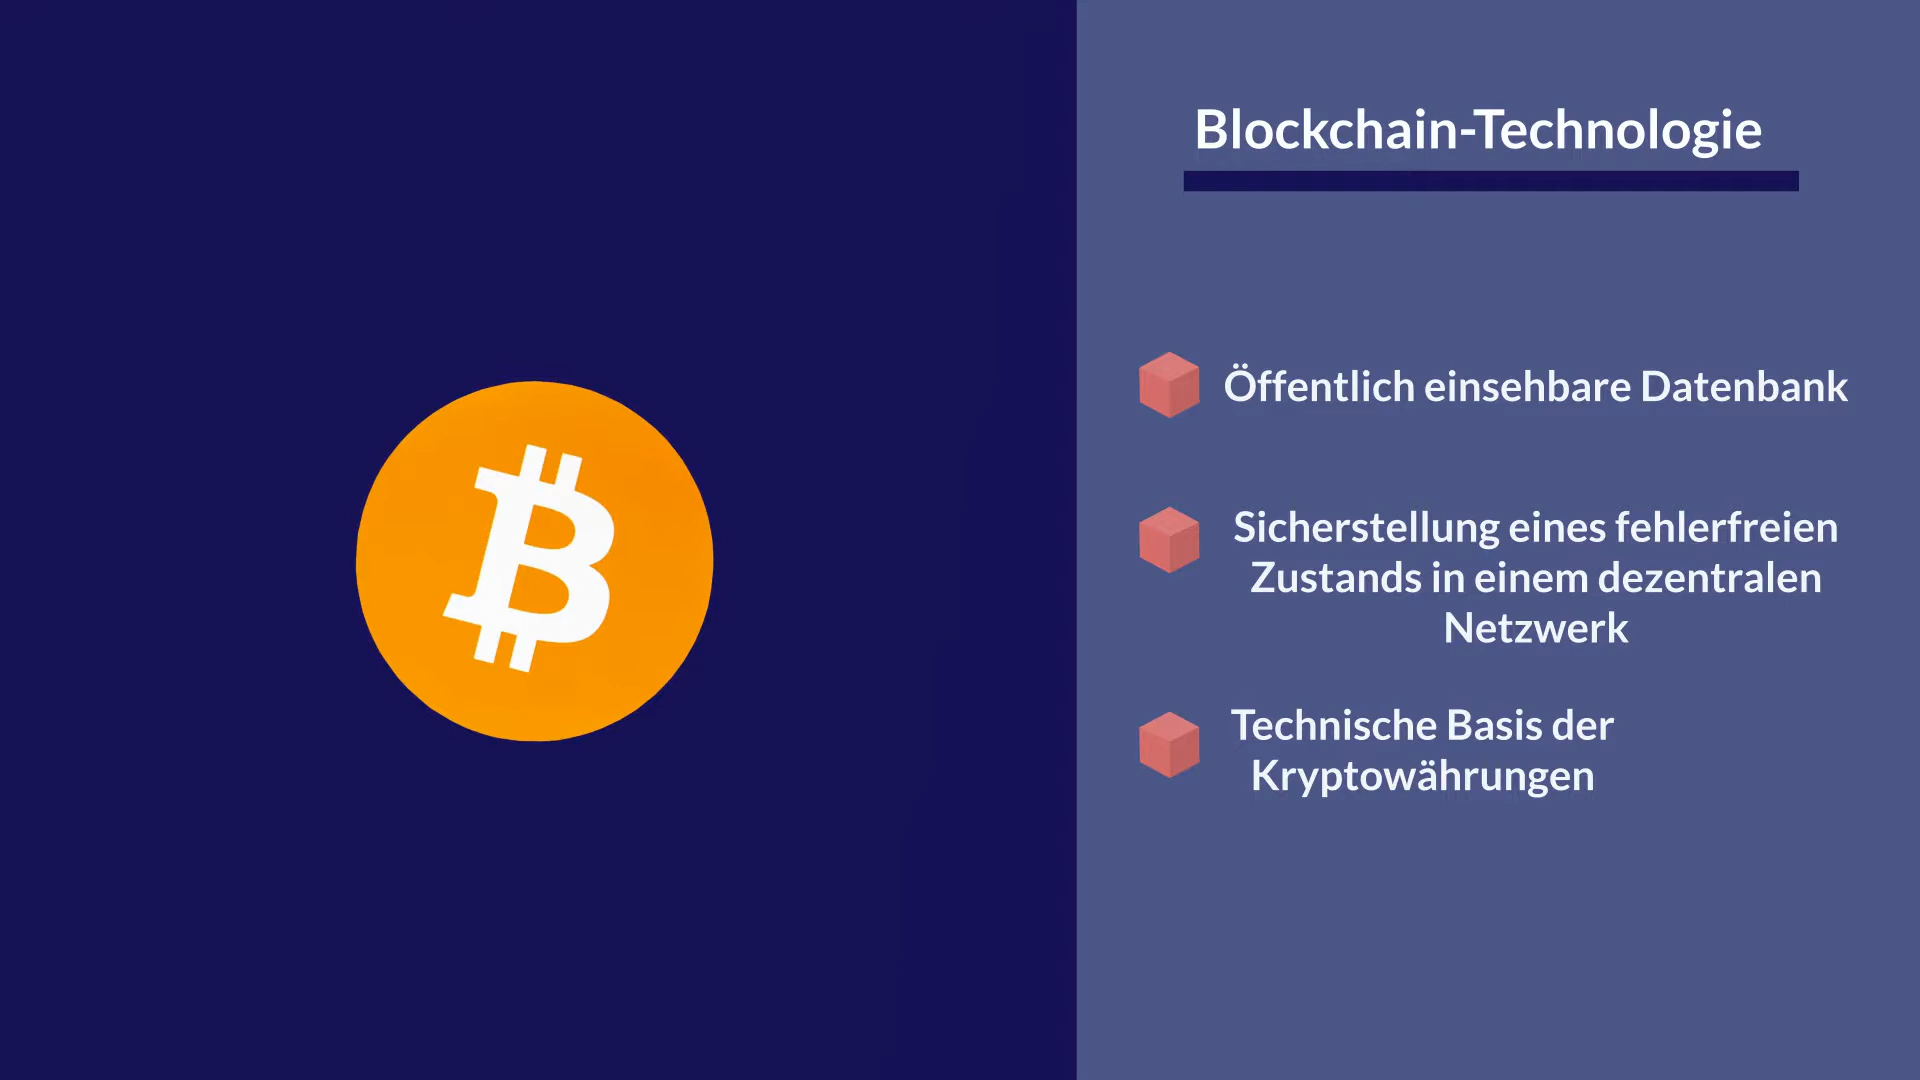 Blockchain-Technologie
Öffentlich einsehbare Datenbank
Sicherstellung eines fehlerfreien
Zustands in einem dezentralen
Netzwerk
Technische Basis der
Kryptowährungen